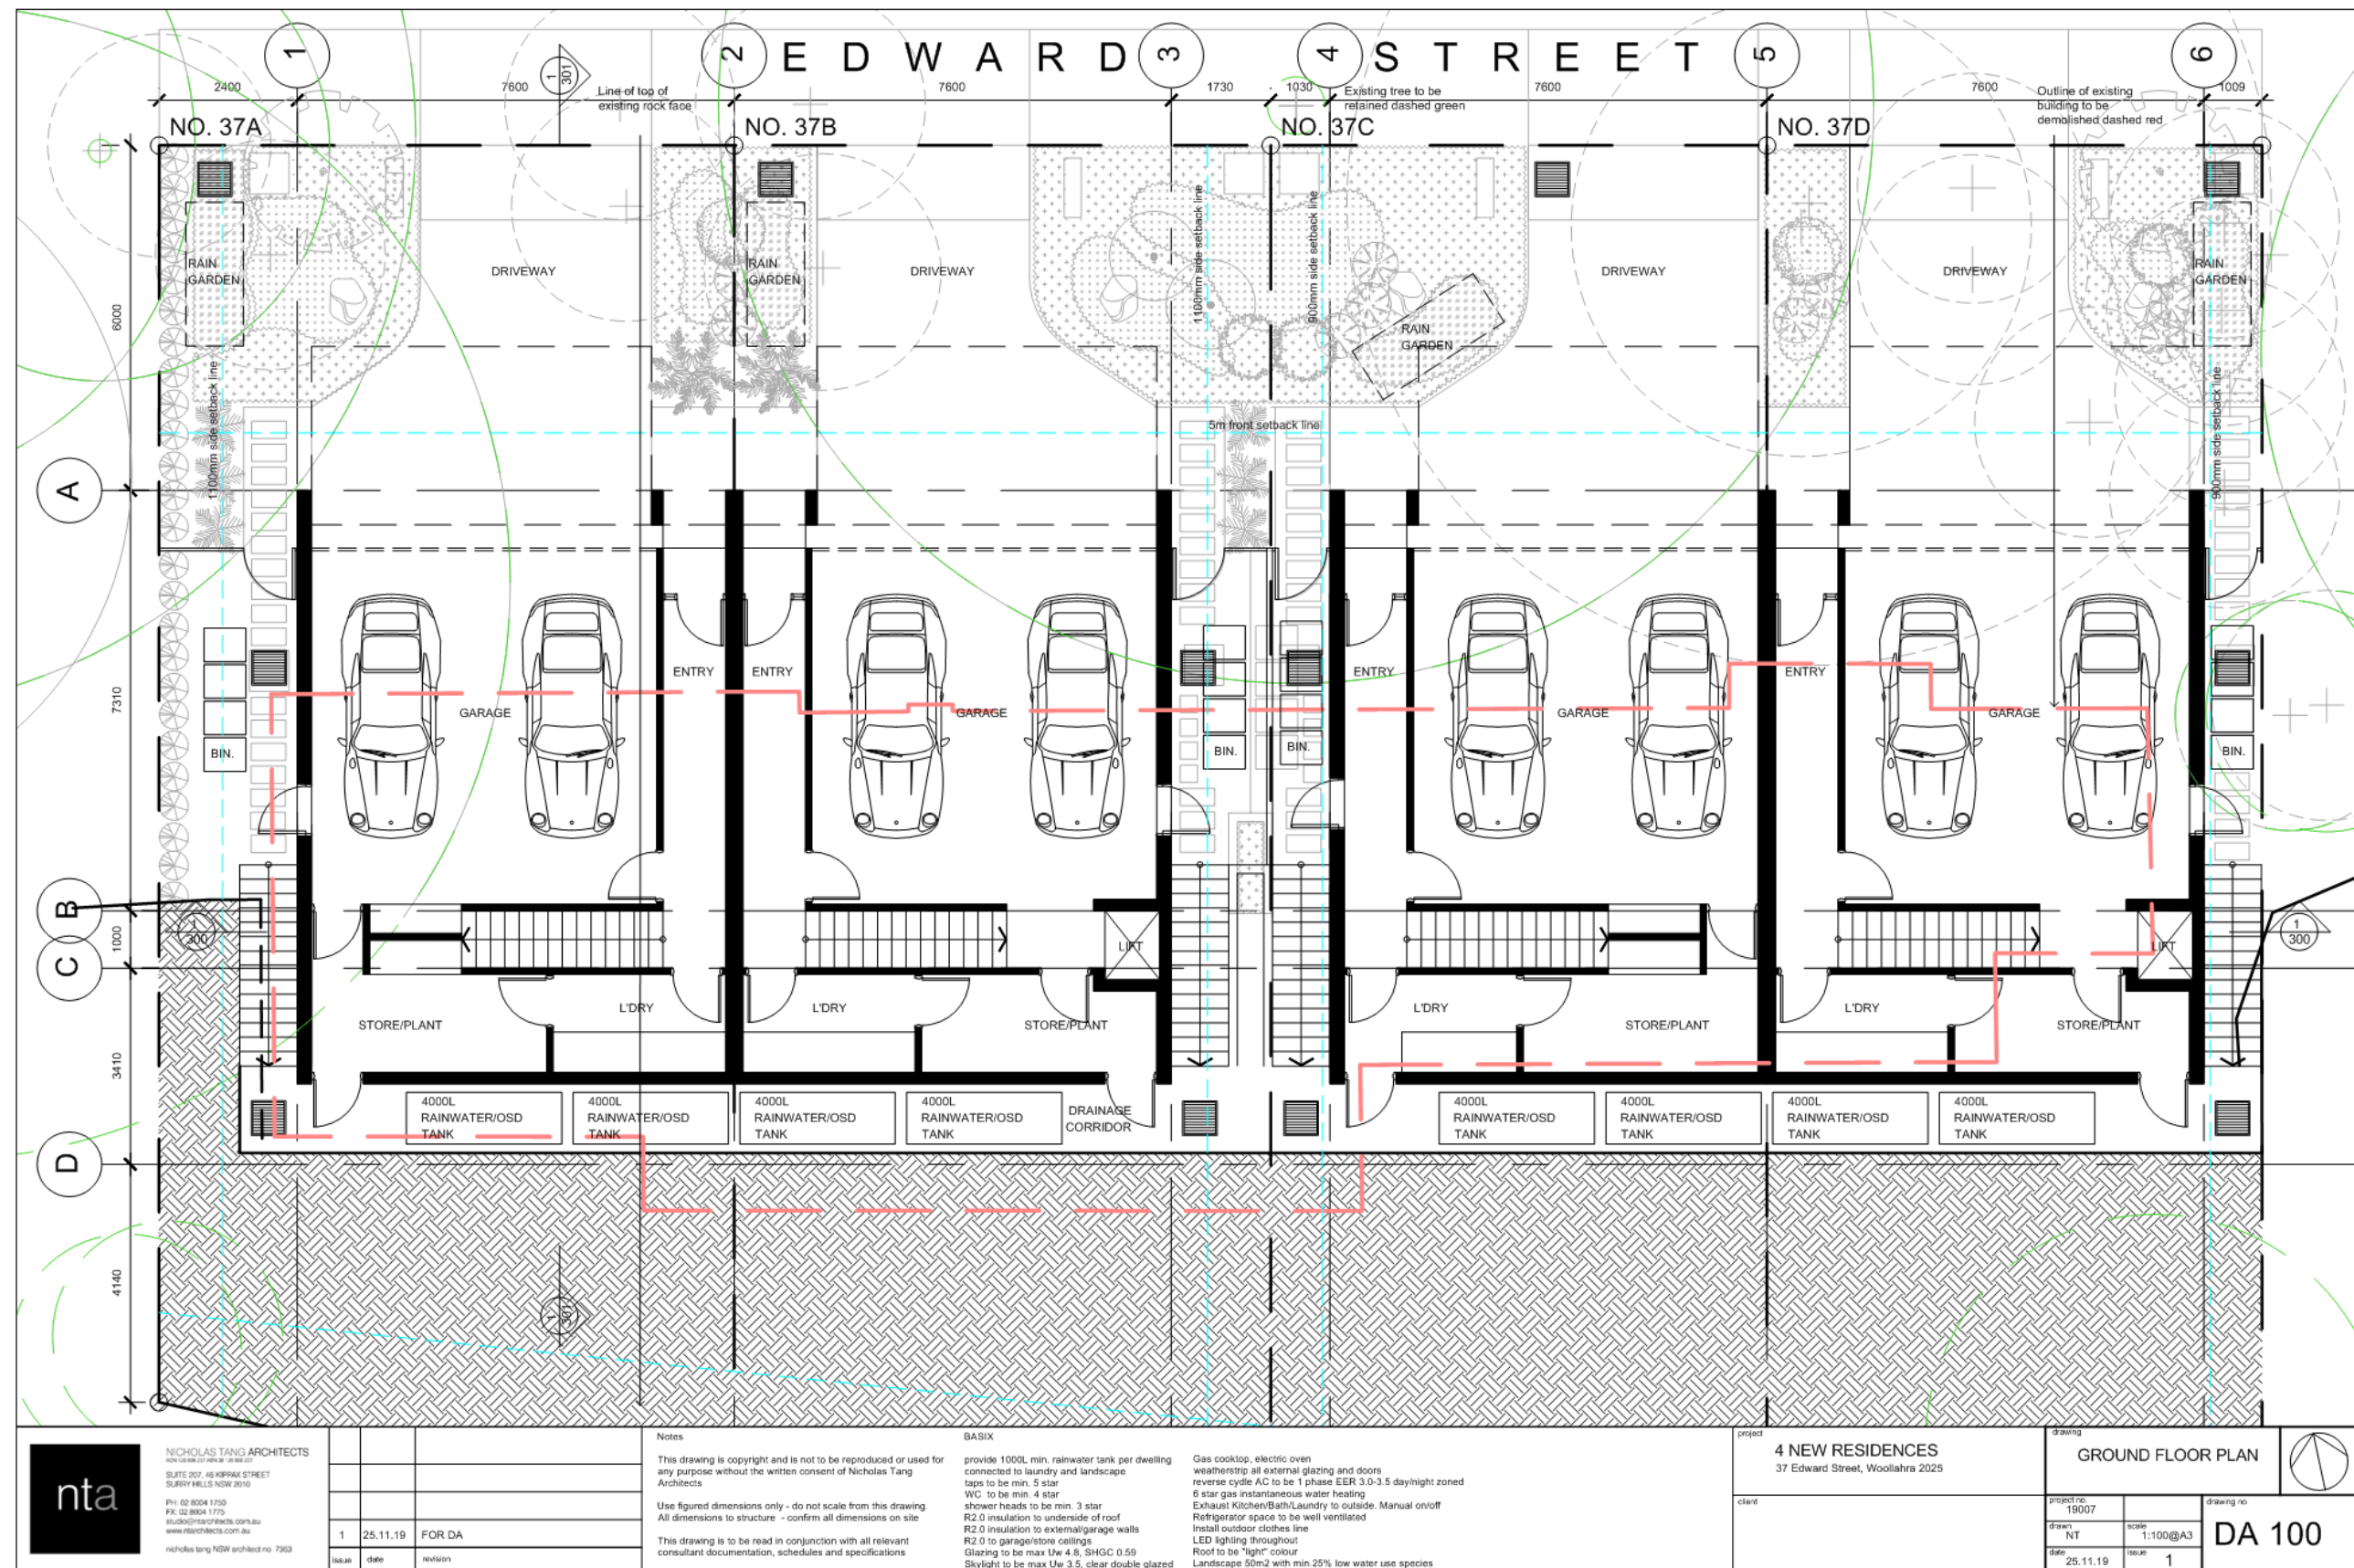 1
2
3
4
5
6
EDWARD STREET
1
301
2400
7600
7600
1730
1030
7600
7600
1009
Line of top of
existing rock face
Existing tree to be
retained dashed green
Outline of existing
building to be
demolished dashed red
NO. 37A
NO. 37B
NO. 37C
NO. 37D
RAIN
GARDEN
RAIN
GARDEN
RAIN
GARDEN
RAIN
GARDEN
DRIVEWAY
DRIVEWAY
DRIVEWAY
DRIVEWAY
1100mm side setback line
1100mm side setback line
900mm side setback line
900mm side setback line
5m front setback line
6000
7310
1000
3410
4140
A
B
C
D
ENTRY
ENTRY
ENTRY
ENTRY
GARAGE
GARAGE
GARAGE
GARAGE
BIN.
BIN.
BIN.
BIN.
1
300
1
300
LIFT
LIFT
STORE/PLANT
L'DRY
L'DRY
STORE/PLANT
L'DRY
STORE/PLANT
L'DRY
STORE/PLANT
4000L
RAINWATER/OSD
TANK
4000L
RAINWATER/OSD
TANK
4000L
RAINWATER/OSD
TANK
4000L
RAINWATER/OSD
TANK
DRAINAGE
CORRIDOR
4000L
RAINWATER/OSD
TANK
4000L
RAINWATER/OSD
TANK
4000L
RAINWATER/OSD
TANK
4000L
RAINWATER/OSD
TANK
1
301
nta
NICHOLAS TANG ARCHITECTS
SUITE 207, 46 KIPPAX STREET
SURRY HILLS NSW 2010
PH: 02 8004 1750
FX: 02 8004 1775
studio@ntarchitects.com.au
www.ntarchitects.com.au
nicholas tang NSW architect no. 7363
1 25.11.19 FOR DA
issue date revision
Notes
This drawing is copyright and is not to be reproduced or used for
any purpose without the written consent of Nicholas Tang
Architects
Use figured dimensions only - do not scale from this drawing.
All dimensions to structure - confirm all dimensions on site
This drawing is to be read in conjunction with all relevant
consultant documentation, schedules and specifications
BASIX
provide 1000L min. rainwater tank per dwelling
connected to laundry and landscape
taps to be min. 5 star
WC to be min. 4 star
shower heads to be min. 3 star
R2.0 insulation to underside of roof
R2.0 insulation to external/garage walls
R2.0 to garage/store ceilings
Glazing to be max Uw 4.8, SHGC 0.59
Skylight to be max Uw 3.5, clear double glazed
Gas cooktop, electric oven
weatherstrip all external glazing and doors
reverse cycle AC to be 1 phase EER 3.0-3.5 day/night zoned
6 star gas instantaneous water heating
Exhaust Kitchen/Bath/Laundry to outside. Manual on/off
Refrigerator space to be well ventilated
Install outdoor clothes line
LED lighting throughout
Roof to be "light" colour
Landscape 50m2 with min.25% low water use species
project
4 NEW RESIDENCES
37 Edward Street, Woollahra 2025
client
drawing
GROUND FLOOR PLAN
project no.
19007
drawn
NT
scale
1:100@A3
date
25.11.19
issue
1
drawing no
DA 100